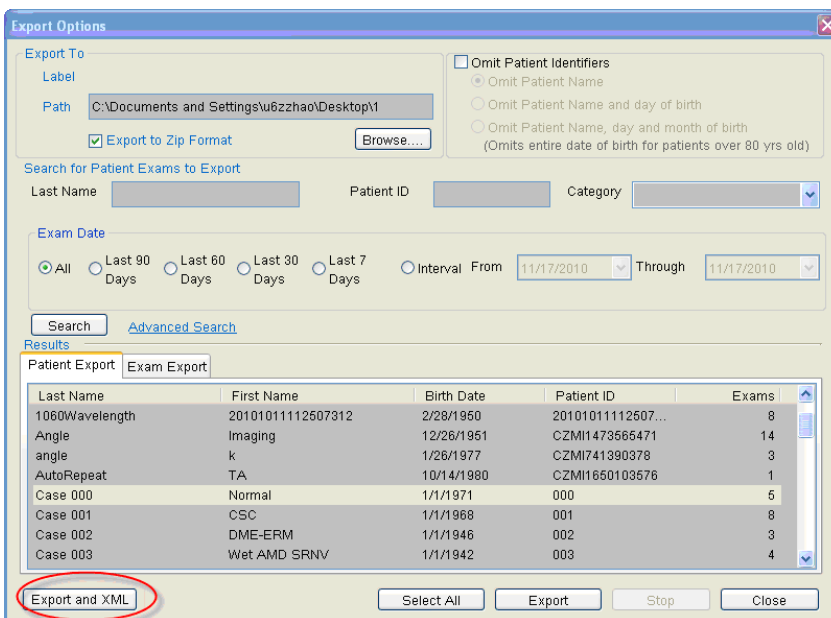 Export Options
Export To
Label
Path C:\Documents and Settings\u6zzhao\Desktop\1
Export to Zip Format Browse....
Omit Patient Identifiers
Omit Patient Name
Omit Patient Name and day of birth
Omit Patient Name, day and month of birth
(Omits entire date of birth for patients over 80 yrs old)
Search for Patient Exams to Export
Last Name Patient ID Category
Exam Date
All Last 90 Days Last 60 Days Last 30 Days Last 7 Days Interval From 11/17/2010 Through 11/17/2010
Search Advanced Search
Results
Patient Export Exam Export
Last Name First Name Birth Date Patient ID Exams
1060Wavelength 20101011112507312 2/28/1950 20101011112507... 8
Angle Imaging 12/26/1951 CZMI1473565471 14
angle k 1/26/1977 CZMI741390378 3
AutoRepeat TA 10/14/1980 CZMI1650103576 1
Case 000 Normal 1/1/1971 000 5
Case 001 CSC 1/1/1968 001 8
Case 002 DME-ERM 1/1/1946 002 3
Case 003 Wet AMD SRNV 1/1/1942 003 4
Export and XML Select All Export Stop Close